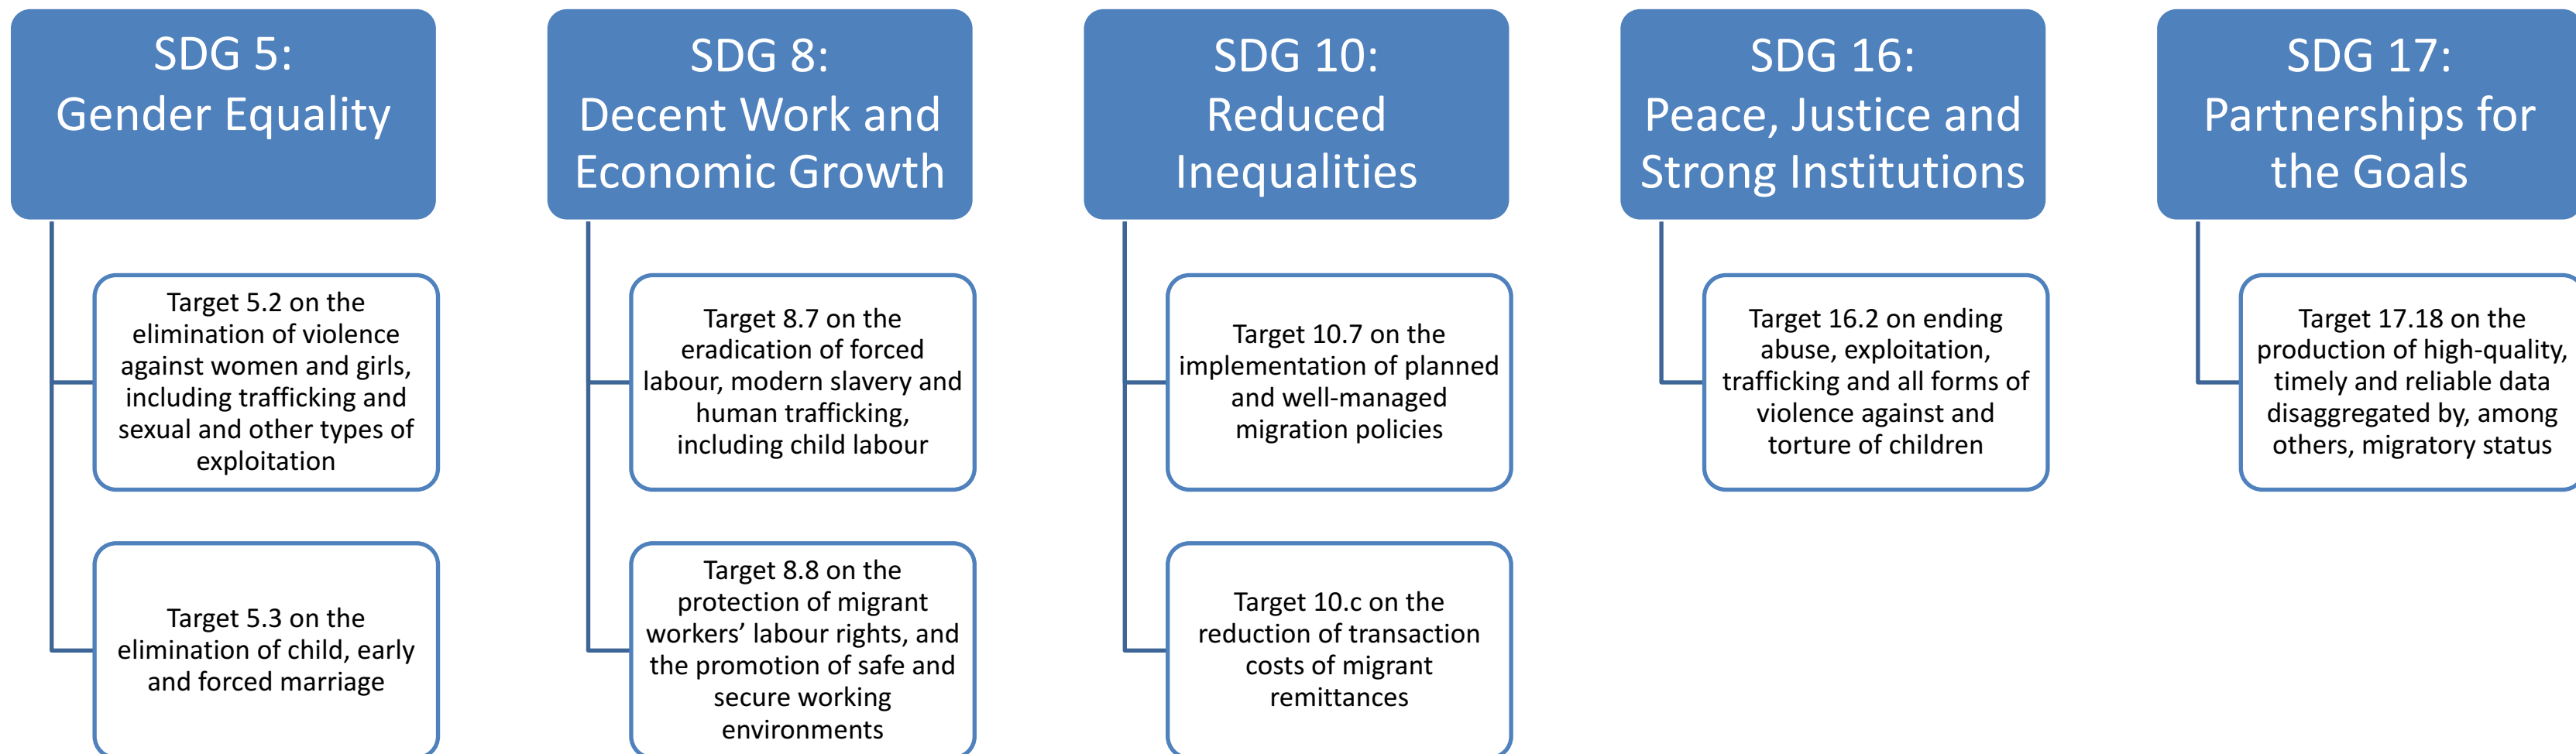 SDG 5:
Gender Equality
Target 5.2 on the
elimination of violence
against women and girls,
including trafficking and
sexual and other types of
exploitation
Target 5.3 on the
elimination of child, early
and forced marriage
SDG 8:
Decent Work and
Economic Growth
Target 8.7 on the
eradication of forced
labour, modern slavery and
human trafficking,
including child labour
Target 8.8 on the
protection of migrant
workers’ labour rights, and
the promotion of safe and
secure working
environments
SDG 10:
Reduced
Inequalities
Target 10.7 on the
implementation of planned
and well-managed
migration policies
Target 10.c on the
reduction of transaction
costs of migrant
remittances
SDG 16:
Peace, Justice and
Strong Institutions
Target 16.2 on ending
abuse, exploitation,
trafficking and all forms of
violence against and
torture of children
SDG 17:
Partnerships for
the Goals
Target 17.18 on the
production of high-quality,
timely and reliable data
disaggregated by, among
others, migratory status